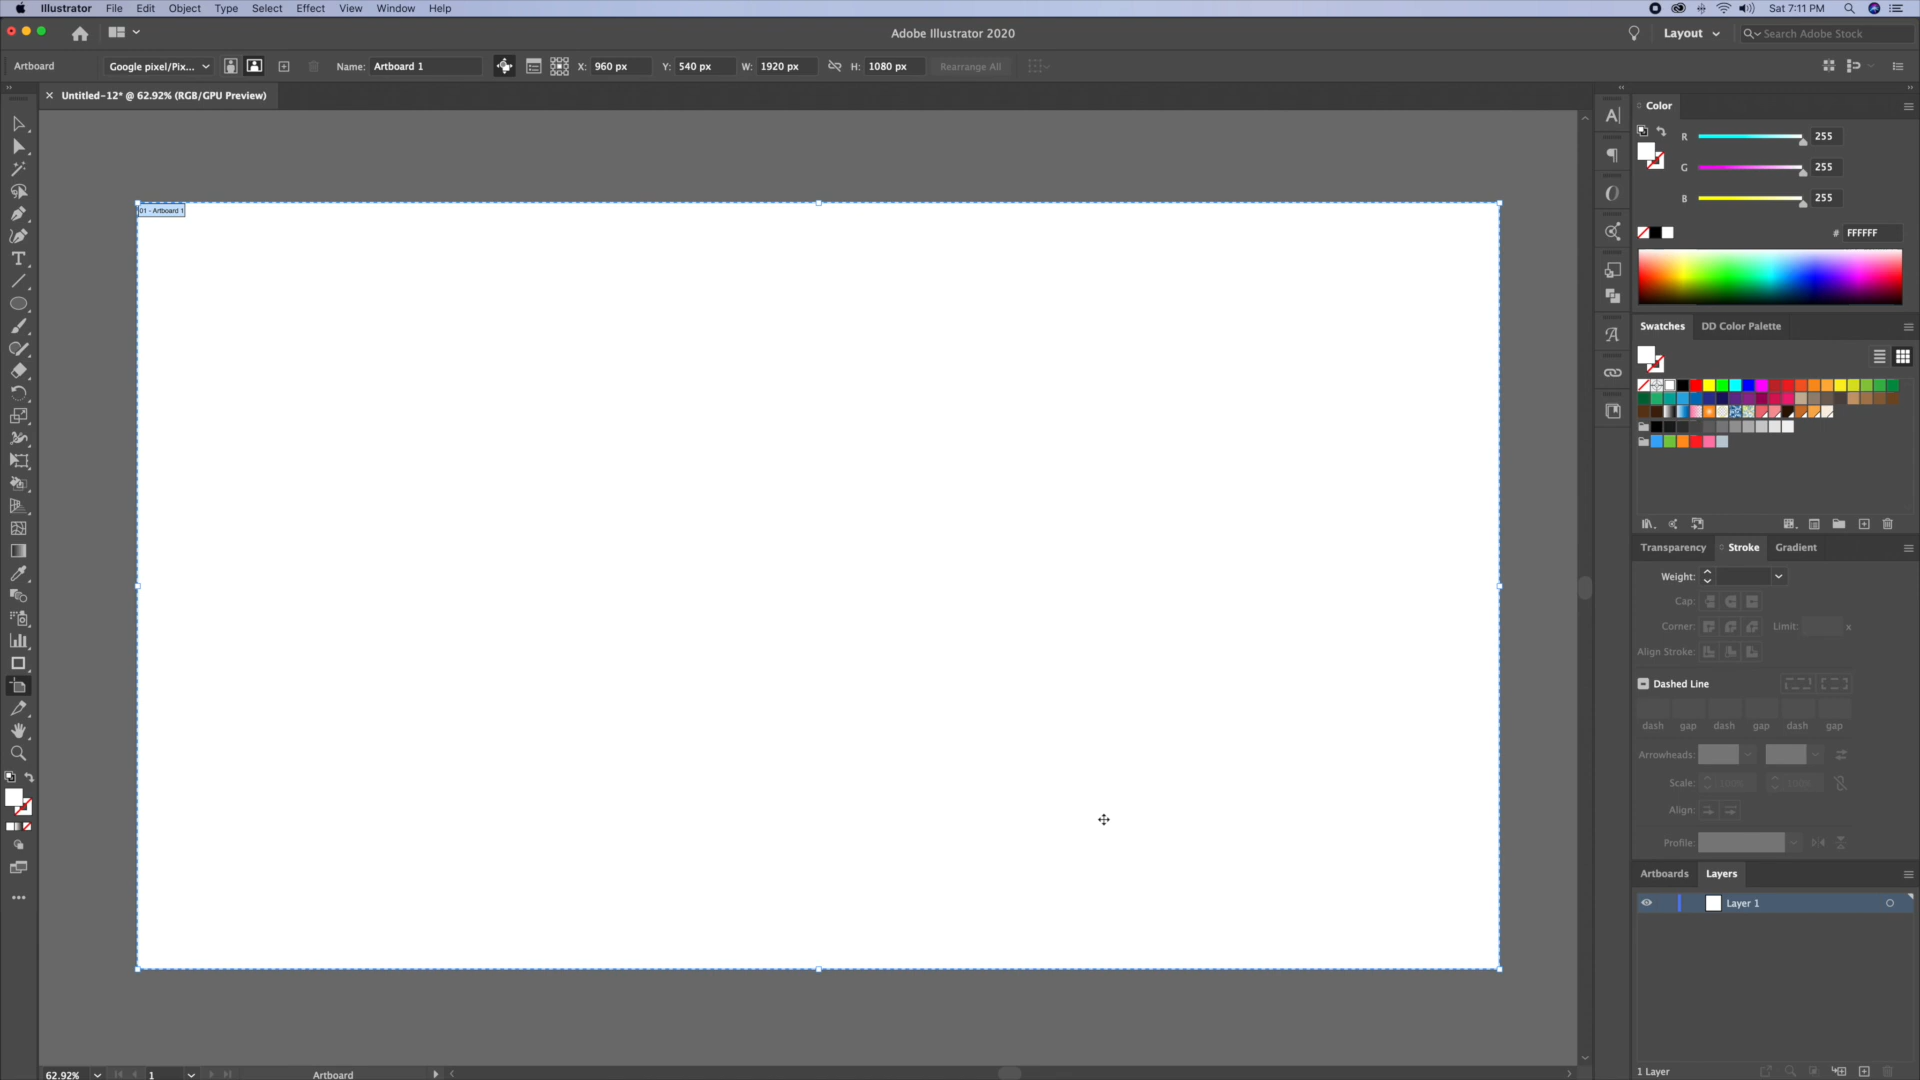 Illustrator File Edit Object Type Select Effect View Window Help Sat 7:11 PM
Adobe Illustrator 2020 Layout Search Adobe Stock
Artboard Google pixel/Pix... Name: Artboard 1 X: 960 px Y: 540 px W: 1920 px H: 1080 px Rearrange All
Untitled-12* @ 62.92% (RGB/GPU Preview)
01 - Artboard 1
Color
R 255
G 255
B 255
# FFFFFF
Swatches DD Color Palette
Transparency Stroke Gradient
Weight:
Cap:
Corner: Limit: x
Align Stroke:
Dashed Line
dash gap dash gap dash gap
Arrowheads:
Scale: 100% 100%
Align:
Profile:
Artboards Layers
Layer 1
1 Layer
62.92% 1 Artboard